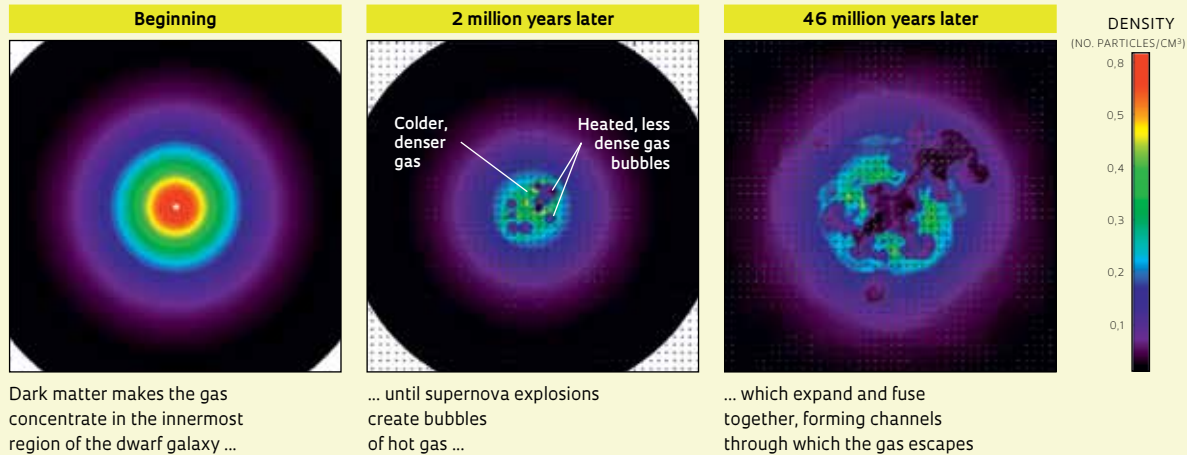 Beginning
2 million years later
46 million years later
DENSITY
(NO. PARTICLES/CM³)
0,8
0,5
0,4
0,3
0,2
0,1
Colder,
denser
gas
Heated, less
dense gas
bubbles
Dark matter makes the gas
concentrate in the innermost
region of the dwarf galaxy ...
... until supernova explosions
create bubbles
of hot gas ...
... which expand and fuse
together, forming channels
through which the gas escapes